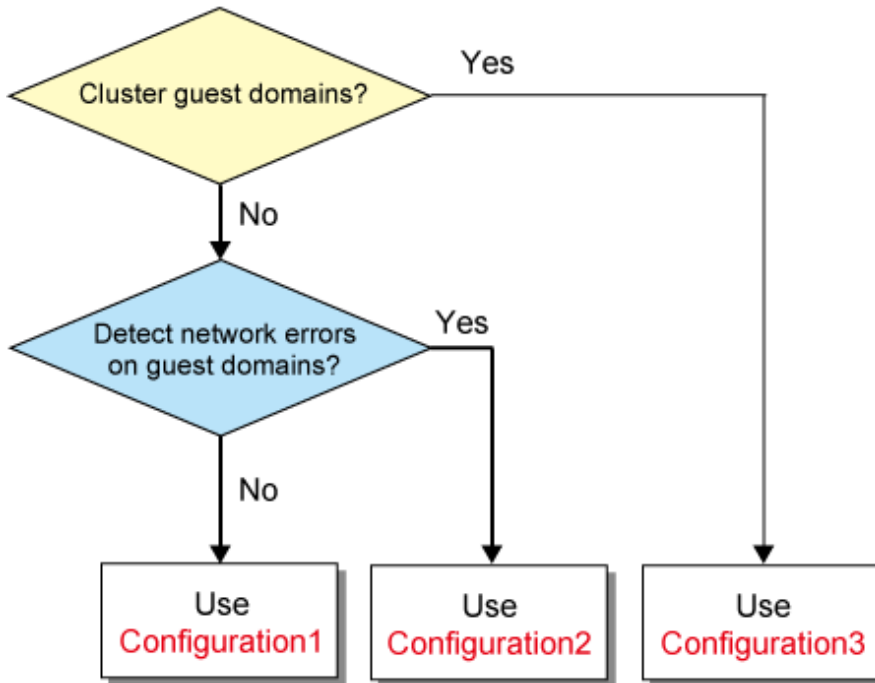 Cluster guest domains?
Yes
No
Detect network errors
on guest domains?
Yes
No
Use
Configuration1
Use
Configuration2
Use
Configuration3